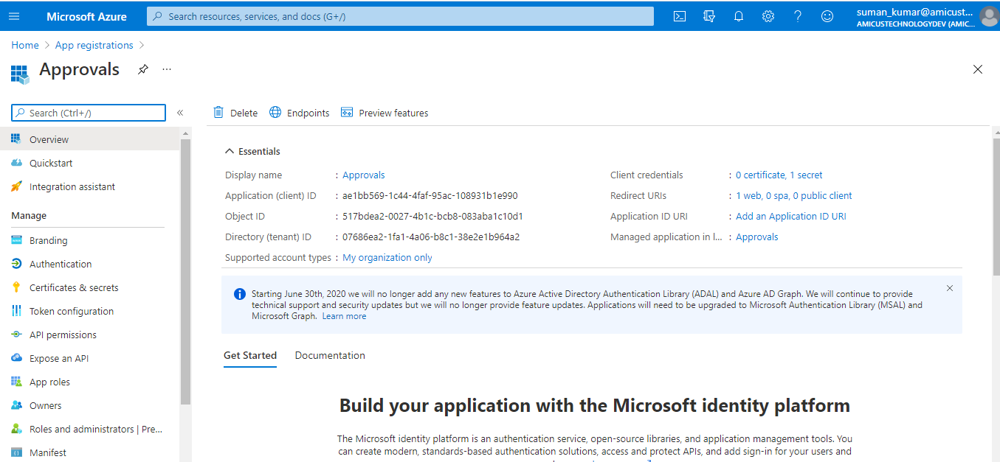 Microsoft Azure
Search resources, services, and docs (G+/)
suman_kumar@amicust...
AMICUSTECHNOLOGYDEV (AMIC...
Home > App registrations >
Approvals
...
Search (Ctrl+/)
«
Delete
Endpoints
Preview features
Overview
Quickstart
Integration assistant
Manage
Branding
Authentication
Certificates & secrets
Token configuration
API permissions
Expose an API
App roles
Owners
Roles and administrators | Pre...
Manifest
Essentials
Display name : Approvals
Application (client) ID : ae1bb569-1c44-4faf-95ac-108931b1e990
Object ID : 517bdea2-0027-4b1c-bcb8-083aba1c10d1
Directory (tenant) ID : 07686ea2-1fa1-4a06-b8c1-38e2e1b964a2
Supported account types : My organization only
Client credentials : 0 certificate, 1 secret
Redirect URIs : 1 web, 0 spa, 0 public client
Application ID URI : Add an Application ID URI
Managed application in l... : Approvals
Starting June 30th, 2020 we will no longer add any new features to Azure Active Directory Authentication Library (ADAL) and Azure AD Graph. We will continue to provide
technical support and security updates but we will no longer provide feature updates. Applications will need to be upgraded to Microsoft Authentication Library (MSAL) and
Microsoft Graph. Learn more
Get Started
Documentation
Build your application with the Microsoft identity platform
The Microsoft identity platform is an authentication service, open-source libraries, and application management tools. You
can create modern, standards-based authentication solutions, access and protect APIs, and add sign-in for your users and